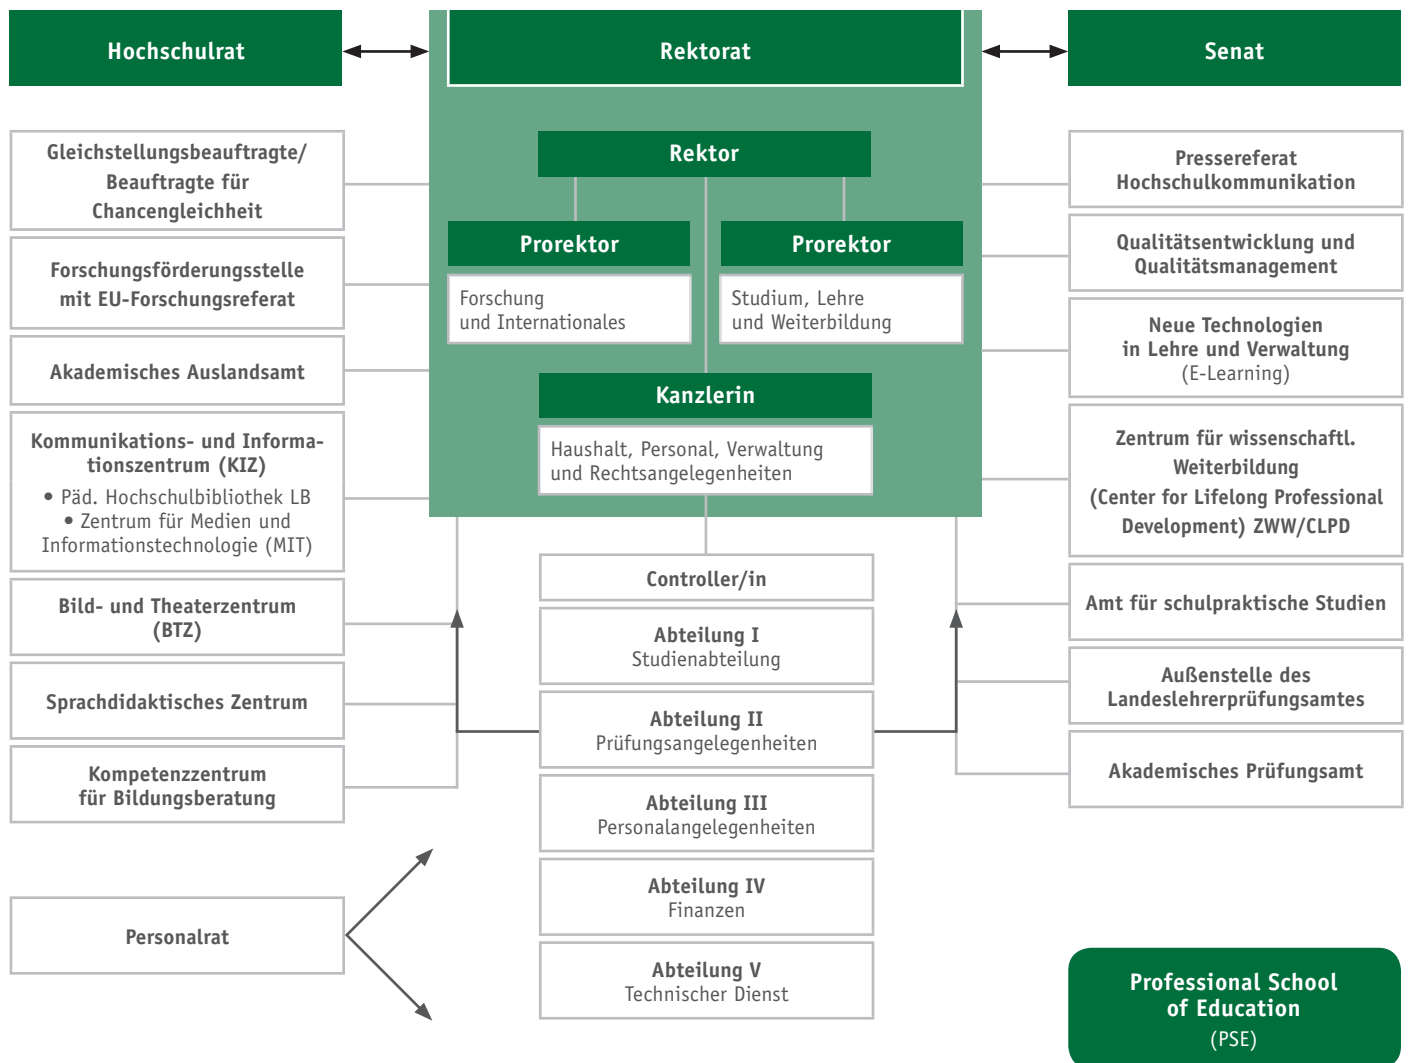 Hochschulrat
Rektorat
Senat
Gleichstellungsbeauftragte/
Beauftragte für
Chancengleichheit
Forschungsförderungsstelle
mit EU-Forschungsreferat
Akademisches Auslandsamt
Kommunikations- und Informa-
tionszentrum (KIZ)
• Päd. Hochschulbibliothek LB
• Zentrum für Medien und
Informationstechnologie (MIT)
Bild- und Theaterzentrum
(BTZ)
Sprachdidaktisches Zentrum
Kompetenzzentrum
für Bildungsberatung
Personalrat
Rektor
Prorektor
Forschung
und Internationales
Prorektor
Studium, Lehre
und Weiterbildung
Kanzlerin
Haushalt, Personal, Verwaltung
und Rechtsangelegenheiten
Controller/in
Abteilung I
Studienabteilung
Abteilung II
Prüfungsangelegenheiten
Abteilung III
Personalangelegenheiten
Abteilung IV
Finanzen
Abteilung V
Technischer Dienst
Pressereferat
Hochschulkommunikation
Qualitätsentwicklung und
Qualitätsmanagement
Neue Technologien
in Lehre und Verwaltung
(E-Learning)
Zentrum für wissenschaftl.
Weiterbildung
(Center for Lifelong Professional
Development) ZWW/CLPD
Amt für schulpraktische Studien
Außenstelle des
Landeslehrerprüfungsamtes
Akademisches Prüfungsamt
Professional School
of Education
(PSE)